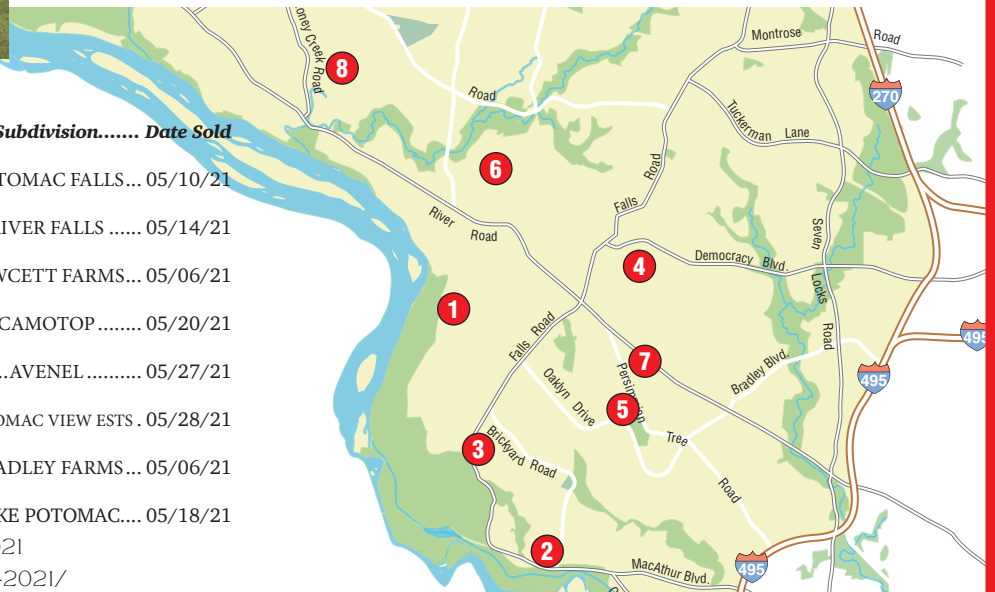 Subdivision....... Date Sold
TOMAC FALLS... 05/10/21
IVER FALLS ...... 05/14/21
WCETT FARMS... 05/06/21
CAMOTOP ........ 05/20/21
..AVENEL .......... 05/27/21
OMAC VIEW ESTS . 05/28/21
ADLEY FARMS... 05/06/21
KE POTOMAC.... 05/18/21
21
-2021/
oney Creek Road
8
Road
Montrose
Road
270
Tuckerman Lane
6
Falls Road
River Road
4
Democracy Blvd.
Seven Locks Road
1
Falls Road
7
495
495
Bradley Blvd.
Oaklyn Drive
Persimmon
5
Tree
Road
3
Brickyard Road
2
MacArthur Blvd.
495